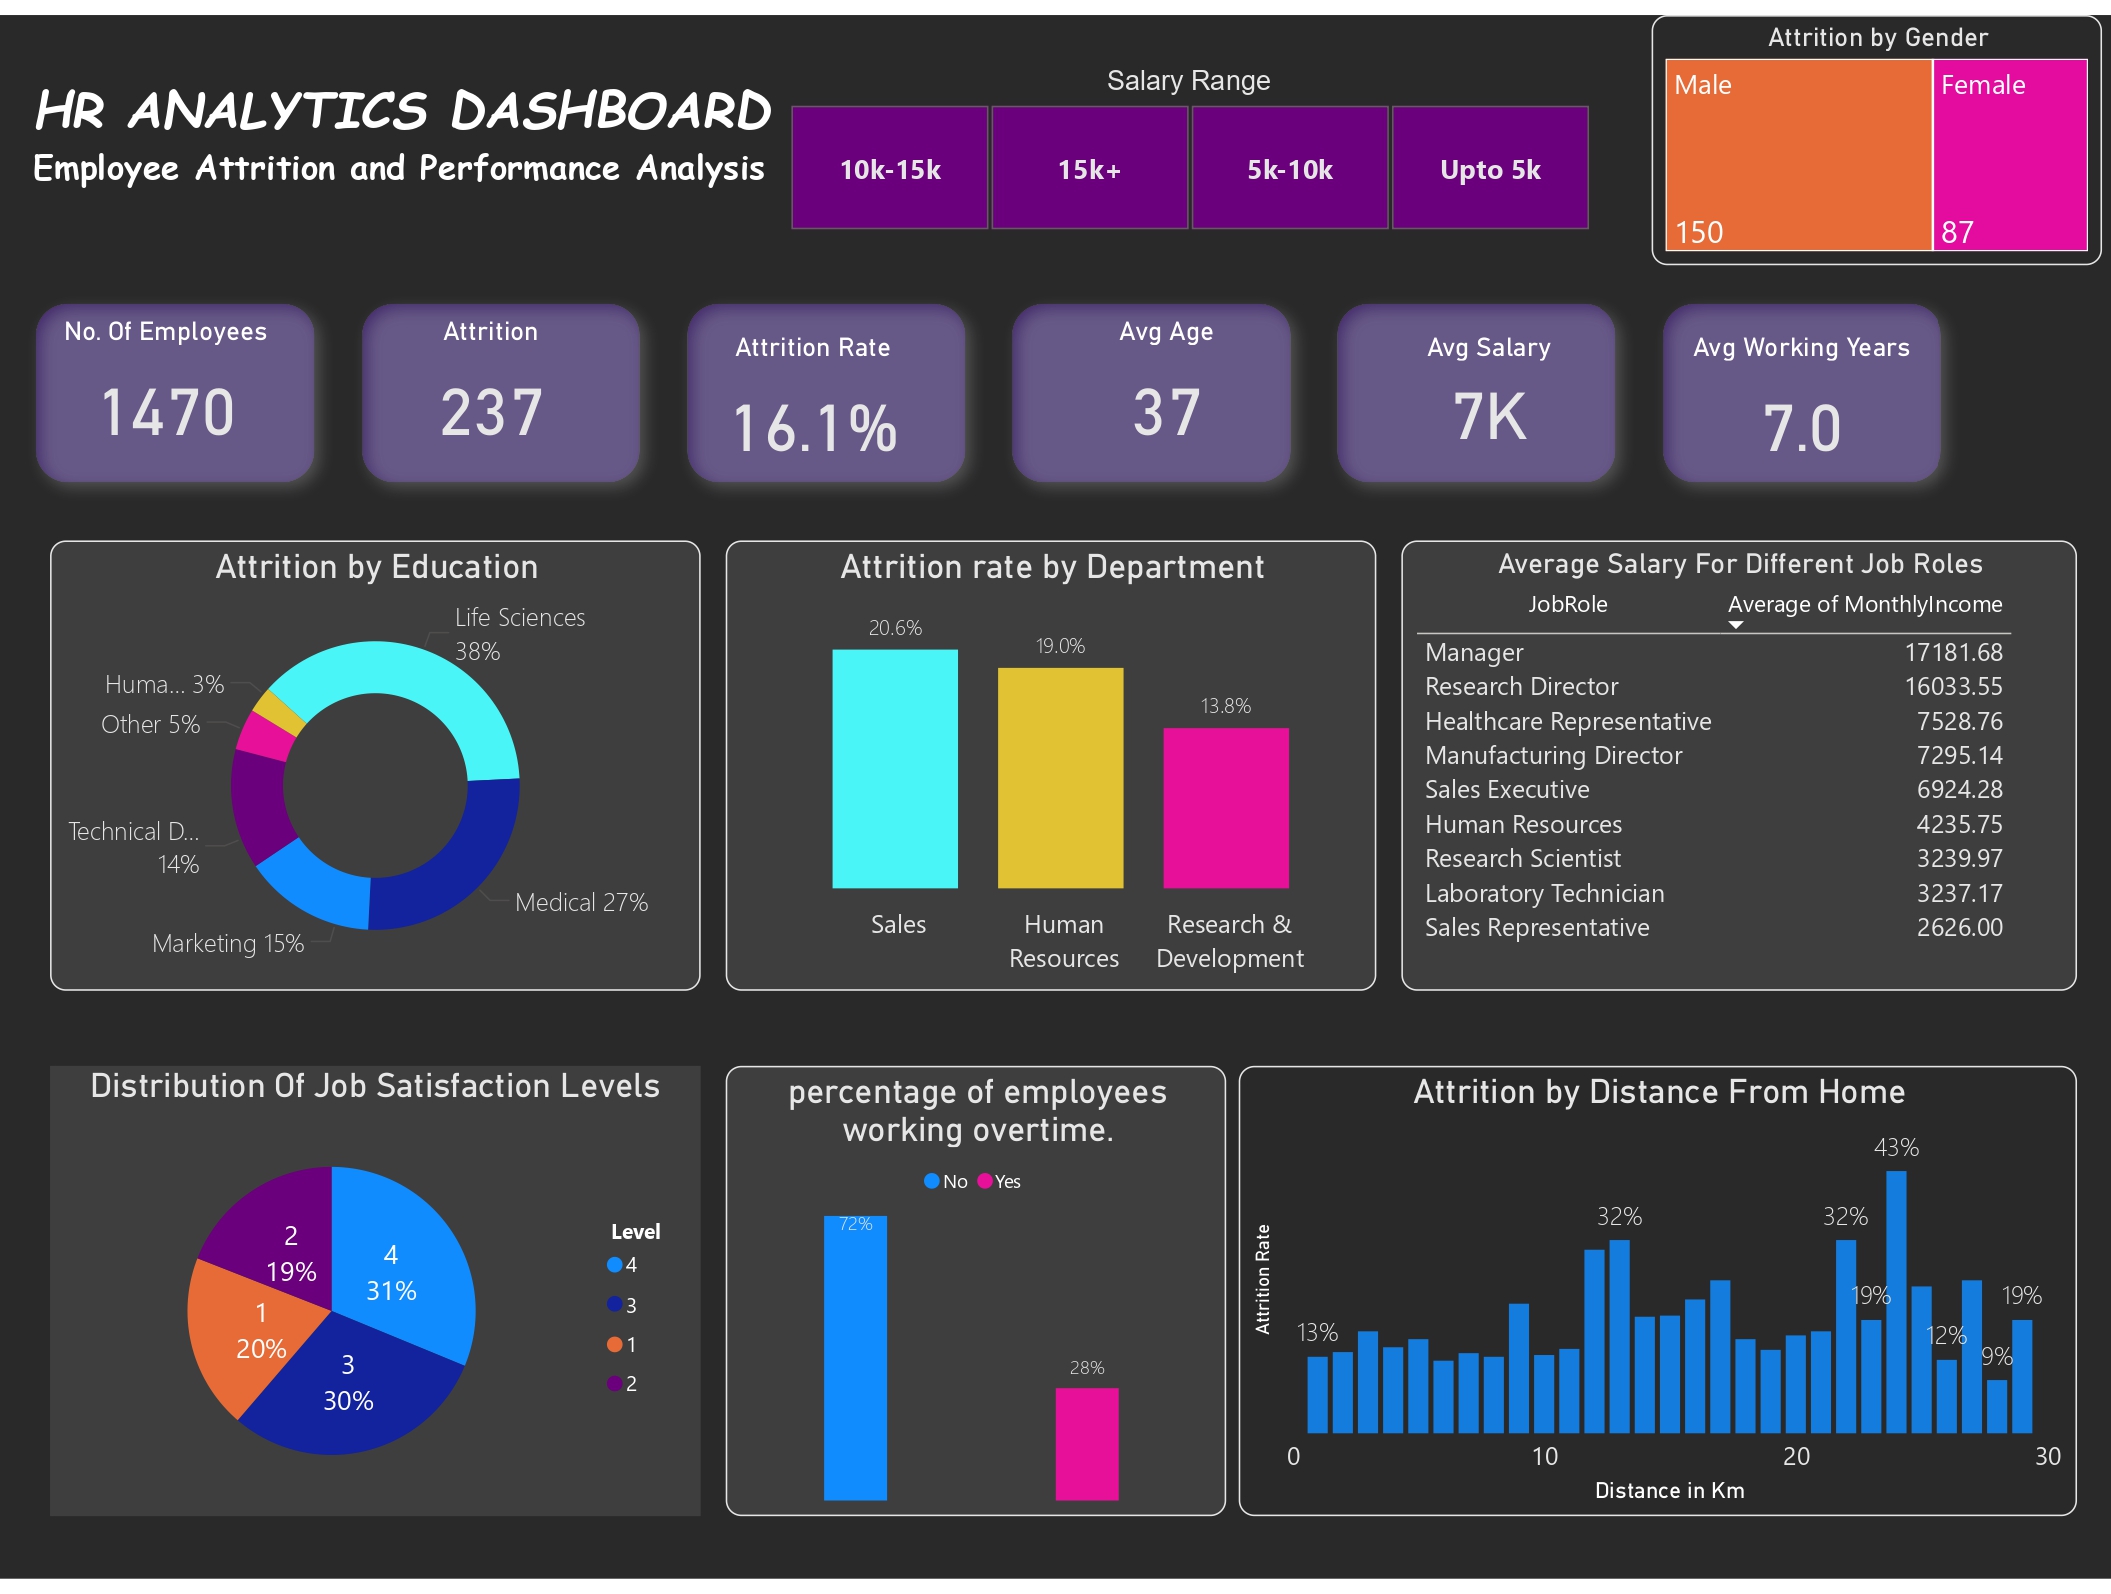 HR ANALYTICS DASHBOARD
Employee Attrition and Performance Analysis
Salary Range
10k-15k
15k+
5k-10k
Upto 5k
Attrition by Gender
Male
Female
150
87
No. Of Employees
1470
Attrition
237
Attrition Rate
16.1%
Avg Age
37
Avg Salary
7K
Avg Working Years
7.0
Attrition by Education
Life Sciences
38%
Huma... 3%
Other 5%
Technical D...
14%
Medical 27%
Marketing 15%
Attrition rate by Department
20.6%
19.0%
13.8%
Sales
Human
Resources
Research &
Development
Average Salary For Different Job Roles
JobRole Average of MonthlyIncome
Manager 17181.68
Research Director 16033.55
Healthcare Representative 7528.76
Manufacturing Director 7295.14
Sales Executive 6924.28
Human Resources 4235.75
Research Scientist 3239.97
Laboratory Technician 3237.17
Sales Representative 2626.00
Distribution Of Job Satisfaction Levels
2
19%
4
31%
1
20%
3
30%
Level
4
3
1
2
percentage of employees
working overtime.
No Yes
72%
28%
Attrition by Distance From Home
Attrition Rate
13%
32%
32%
19%
43%
12%
9%
19%
0 10 20 30
Distance in Km